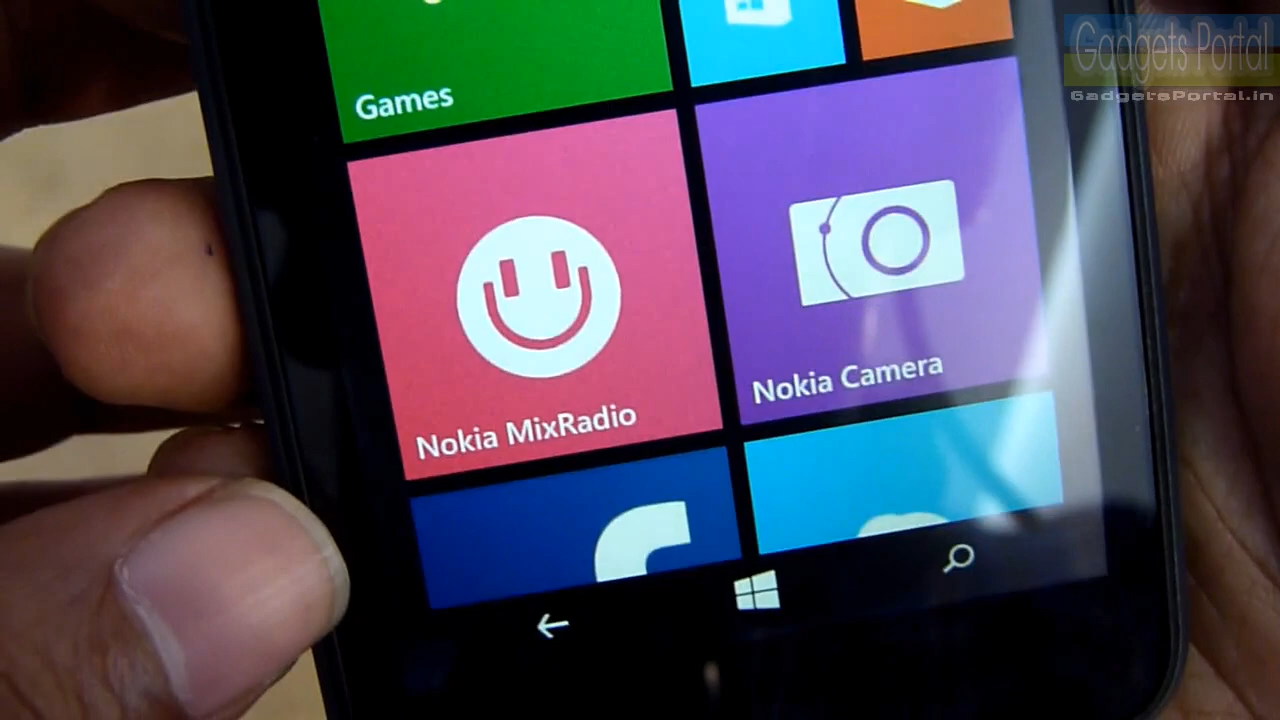 Gadgets Portal
GadgetsPortal.in
Games
Nokia MixRadio
Nokia Camera